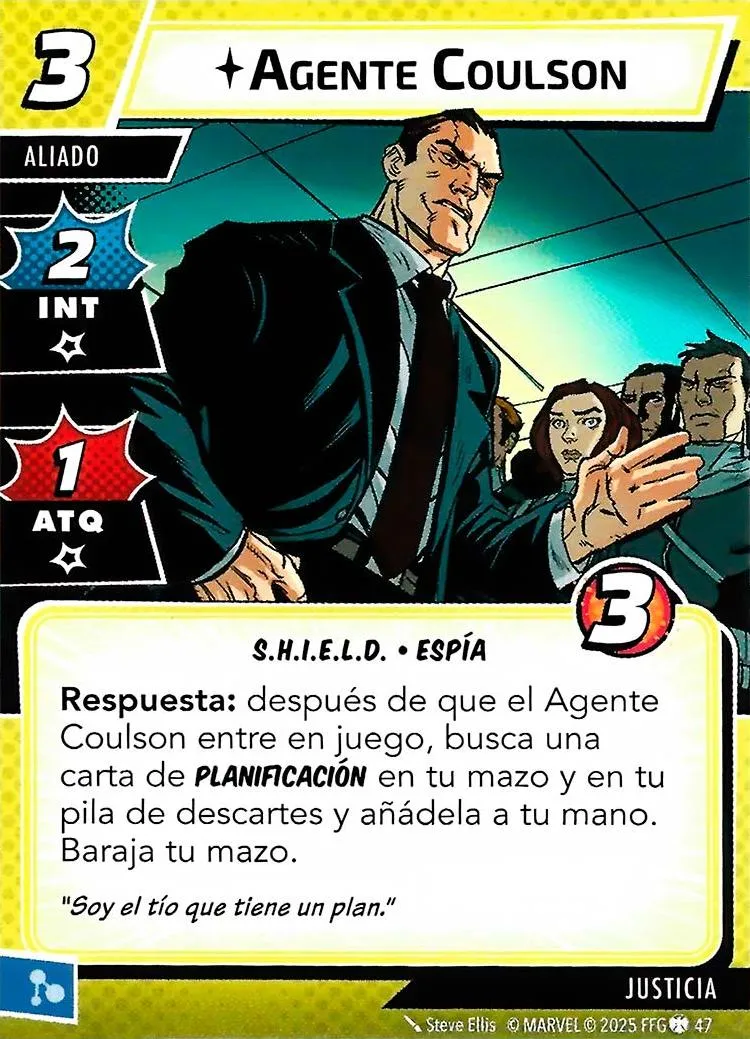 3
AGENTE COULSON
ALIADO
2
INT
1
ATQ
3
S.H.I.E.L.D. • ESPÍA
Respuesta: después de que el Agente
Coulson entre en juego, busca una
carta de PLANIFICACIÓN en tu mazo y en tu
pila de descartes y añádela a tu mano.
Baraja tu mazo.
"Soy el tío que tiene un plan."
JUSTICIA
Steve Ellis © MARVEL © 2025 FFG 47